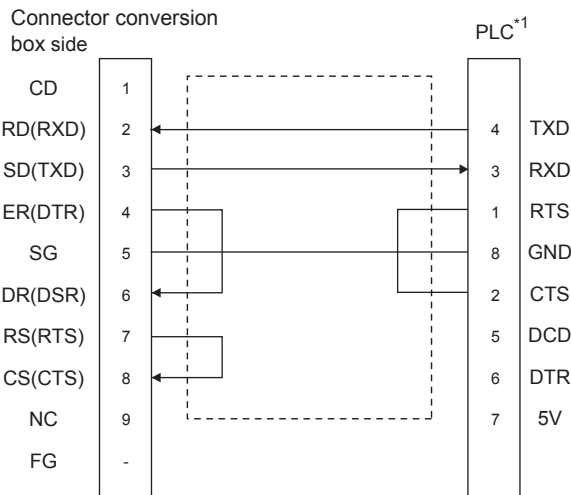 Connector conversion
box side
PLC*1
CD 1
RD(RXD) 2 4 TXD
SD(TXD) 3 3 RXD
ER(DTR) 4 1 RTS
SG 5 8 GND
DR(DSR) 6 2 CTS
RS(RTS) 7 5 DCD
CS(CTS) 8 6 DTR
NC 9 7 5V
FG -